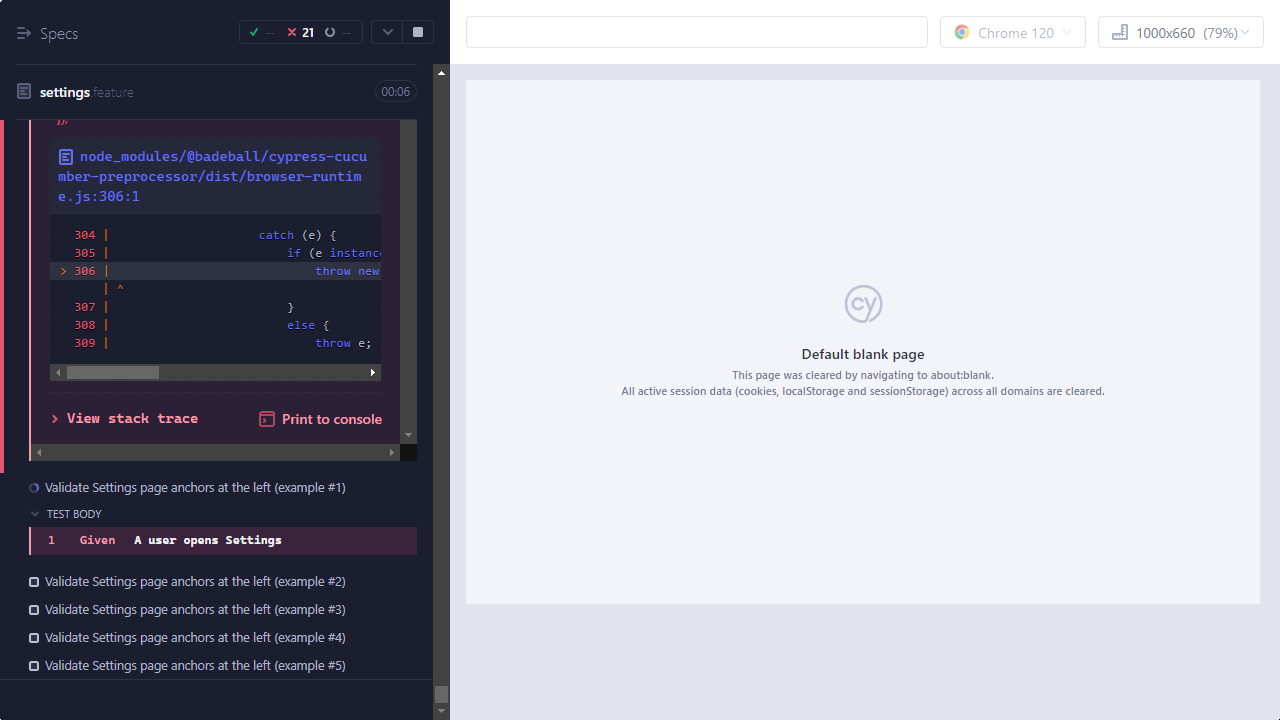 Specs
-- 21 --
Chrome 120
1000x660 (79%)
settings.feature
00:06
});
node_modules/@badeball/cypress-cucu
mber-preprocessor/dist/browser-runtim
e.js:306:1
304 | catch (e) {
305 | if (e instanc
> 306 | throw new
| ^
307 | }
308 | else {
309 | throw e;
View stack trace
Print to console
Validate Settings page anchors at the left (example #1)
TEST BODY
1 Given A user opens Settings
Validate Settings page anchors at the left (example #2)
Validate Settings page anchors at the left (example #3)
Validate Settings page anchors at the left (example #4)
Validate Settings page anchors at the left (example #5)
cy
Default blank page
This page was cleared by navigating to about:blank.
All active session data (cookies, localStorage and sessionStorage) across all domains are cleared.